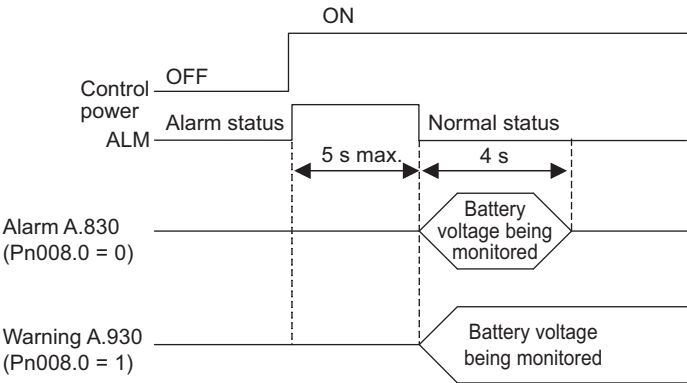 ON
OFF
Control
power
ALM
Alarm status
Normal status
5 s max.
4 s
Alarm A.830
(Pn008.0 = 0)
Battery
voltage being
monitored
Warning A.930
(Pn008.0 = 1)
Battery voltage
being monitored